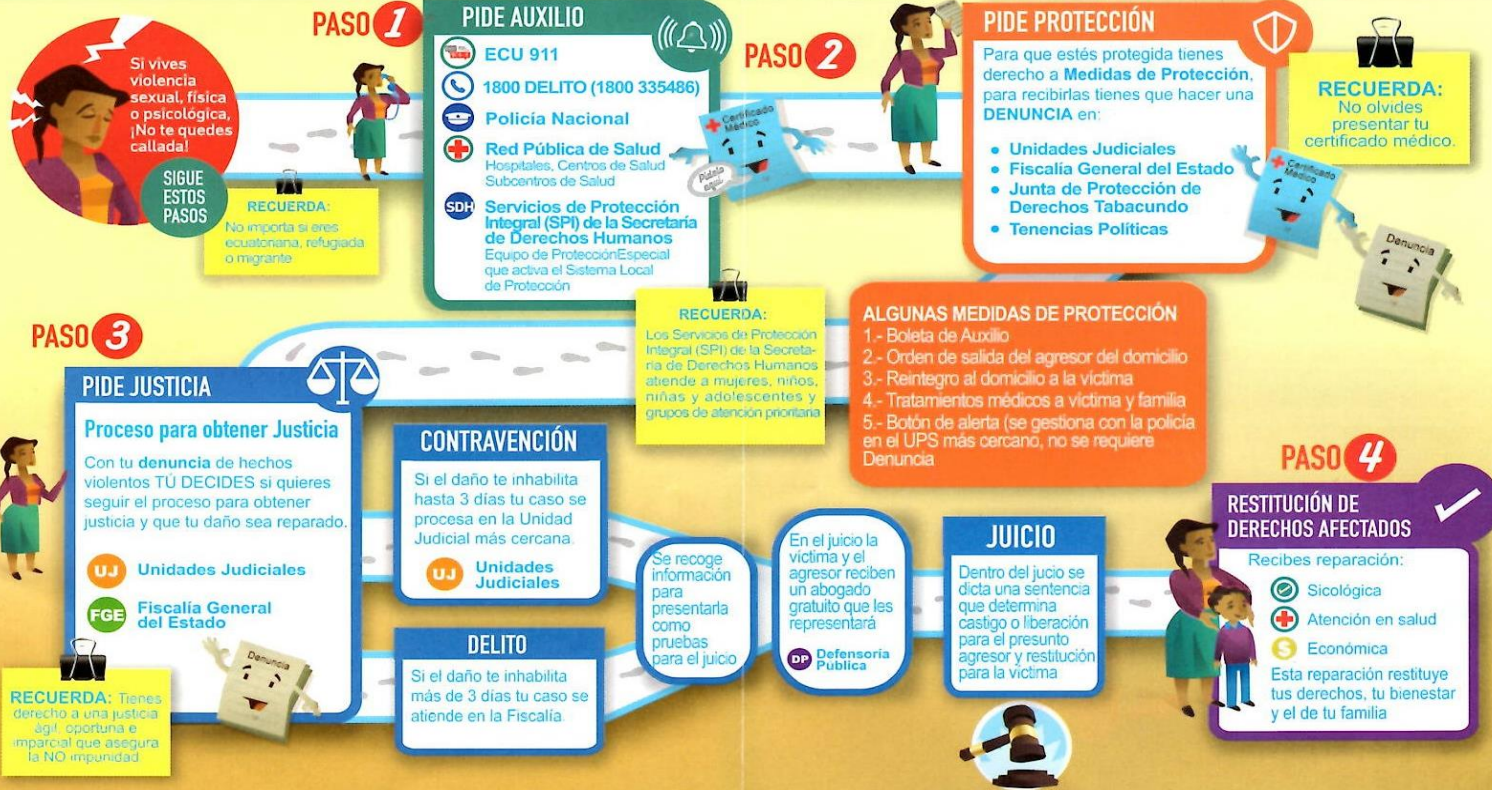 Si vives
violencia
sexual, física
o psicológica,
¡No te quedes
callada!
SIGUE
ESTOS
PASOS
RECUERDA:
No importa si eres
ecuatoriana, refugiada
o migrante
PASO 1
PIDE AUXILIO
ECU 911
1800 DELITO (1800 335486)
Policía Nacional
Red Pública de Salud
Hospitales, Centros de Salud
Subcentros de Salud
SDH
Servicios de Protección
Integral (SPI) de la Secretaría
de Derechos Humanos
Equipo de ProtecciónEspecial
que activa el Sistema Local
de Protección
Certificado
Médico
Pídelo
aquí
PASO 2
PIDE PROTECCIÓN
Para que estés protegida tienes
derecho a Medidas de Protección,
para recibirlas tienes que hacer una
DENUNCIA en:
• Unidades Judiciales
• Fiscalía General del Estado
• Junta de Protección de
Derechos Tabacundo
• Tenencias Políticas
RECUERDA:
No olvides
presentar tu
certificado médico.
Certificado
Médico
Denuncia
RECUERDA:
Los Servicios de Protección
Integral (SPI) de la Secreta-
ría de Derechos Humanos
atiende a mujeres, niños,
niñas y adolescentes y
grupos de atención prioritaria
ALGUNAS MEDIDAS DE PROTECCIÓN
1.- Boleta de Auxilio
2.- Orden de salida del agresor del domicilio
3.- Reintegro al domicilio a la víctima
4.- Tratamientos médicos a víctima y familia
5.- Botón de alerta (se gestiona con la policía
en el UPS más cercano, no se requiere
Denuncia
PASO 3
PIDE JUSTICIA
Proceso para obtener Justicia
Con tu denuncia de hechos
violentos TÚ DECIDES si quieres
seguir el proceso para obtener
justicia y que tu daño sea reparado.
UJ Unidades Judiciales
FGE Fiscalía General
del Estado
Denuncia
RECUERDA: Tienes
derecho a una justicia
ágil, oportuna e
imparcial que asegura
la NO impunidad
CONTRAVENCIÓN
Si el daño te inhabilita
hasta 3 días tu caso se
procesa en la Unidad
Judicial más cercana.
UJ Unidades
Judiciales
DELITO
Si el daño te inhabilita
más de 3 días tu caso se
atiende en la Fiscalía.
Se recoge
información
para
presentarla
como
pruebas
para el juicio
En el juicio la
víctima y el
agresor reciben
un abogado
gratuito que les
representará
DP Defensoría
Pública
JUICIO
Dentro del jucio se
dicta una sentencia
que determina
castigo o liberación
para el presunto
agresor y restitución
para la víctima
PASO 4
RESTITUCIÓN DE
DERECHOS AFECTADOS
Recibes reparación:
Sicológica
Atención en salud
$ Económica
Esta reparación restituye
tus derechos, tu bienestar
y el de tu familia